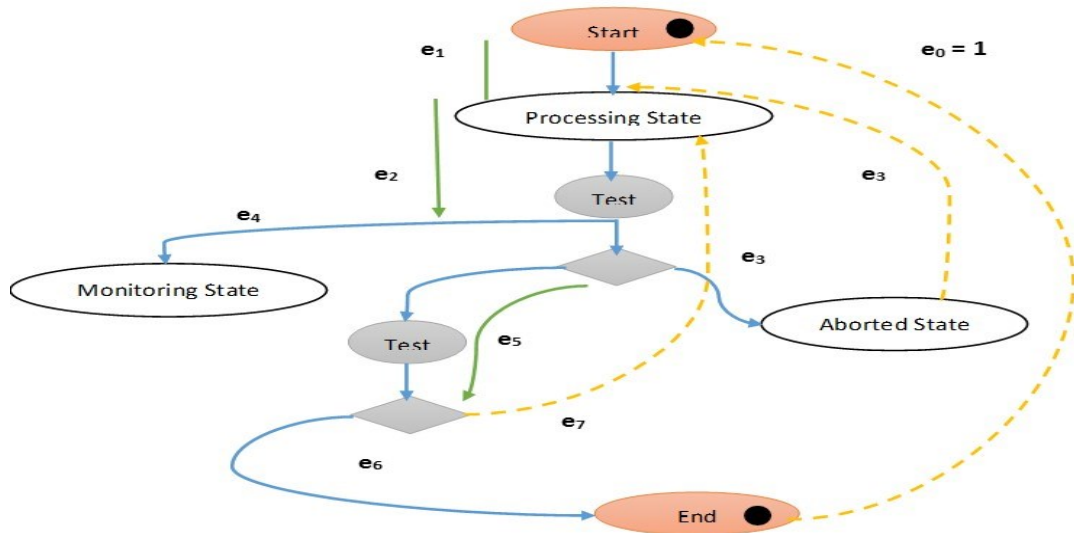 Start
e₀ = 1
e₁
Processing State
e₂
e₃
Test
e₄
e₃
Monitoring State
Aborted State
Test
e₅
e₇
e₆
End